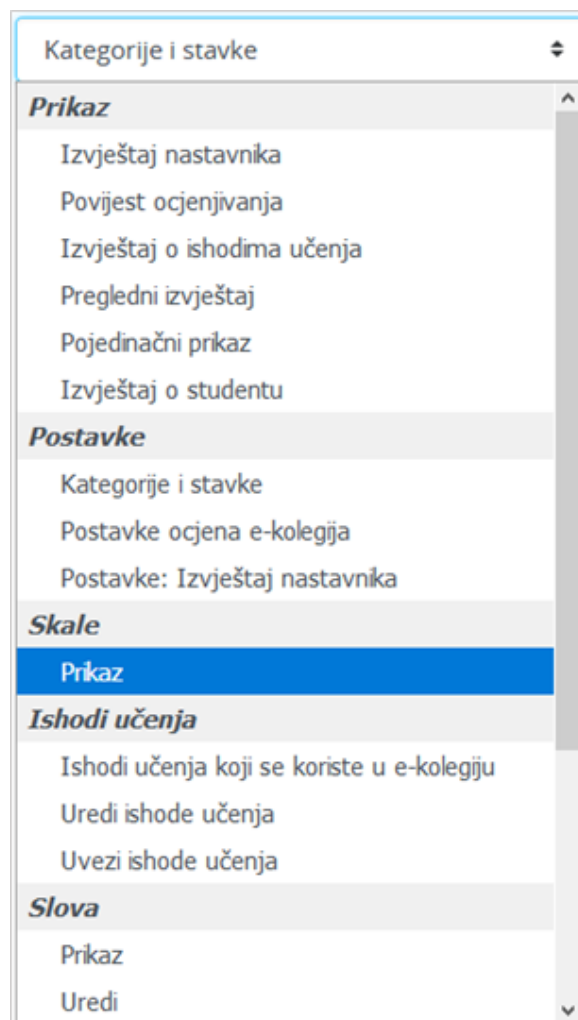 Kategorije i stavke
Prikaz
Izvještaj nastavnika
Povijest ocjenjivanja
Izvještaj o ishodima učenja
Pregledni izvještaj
Pojedinačni prikaz
Izvještaj o studentu
Postavke
Kategorije i stavke
Postavke ocjena e-kolegija
Postavke: Izvještaj nastavnika
Skale
Prikaz
Ishodi učenja
Ishodi učenja koji se koriste u e-kolegiju
Uredi ishode učenja
Uvezi ishode učenja
Slova
Prikaz
Uredi